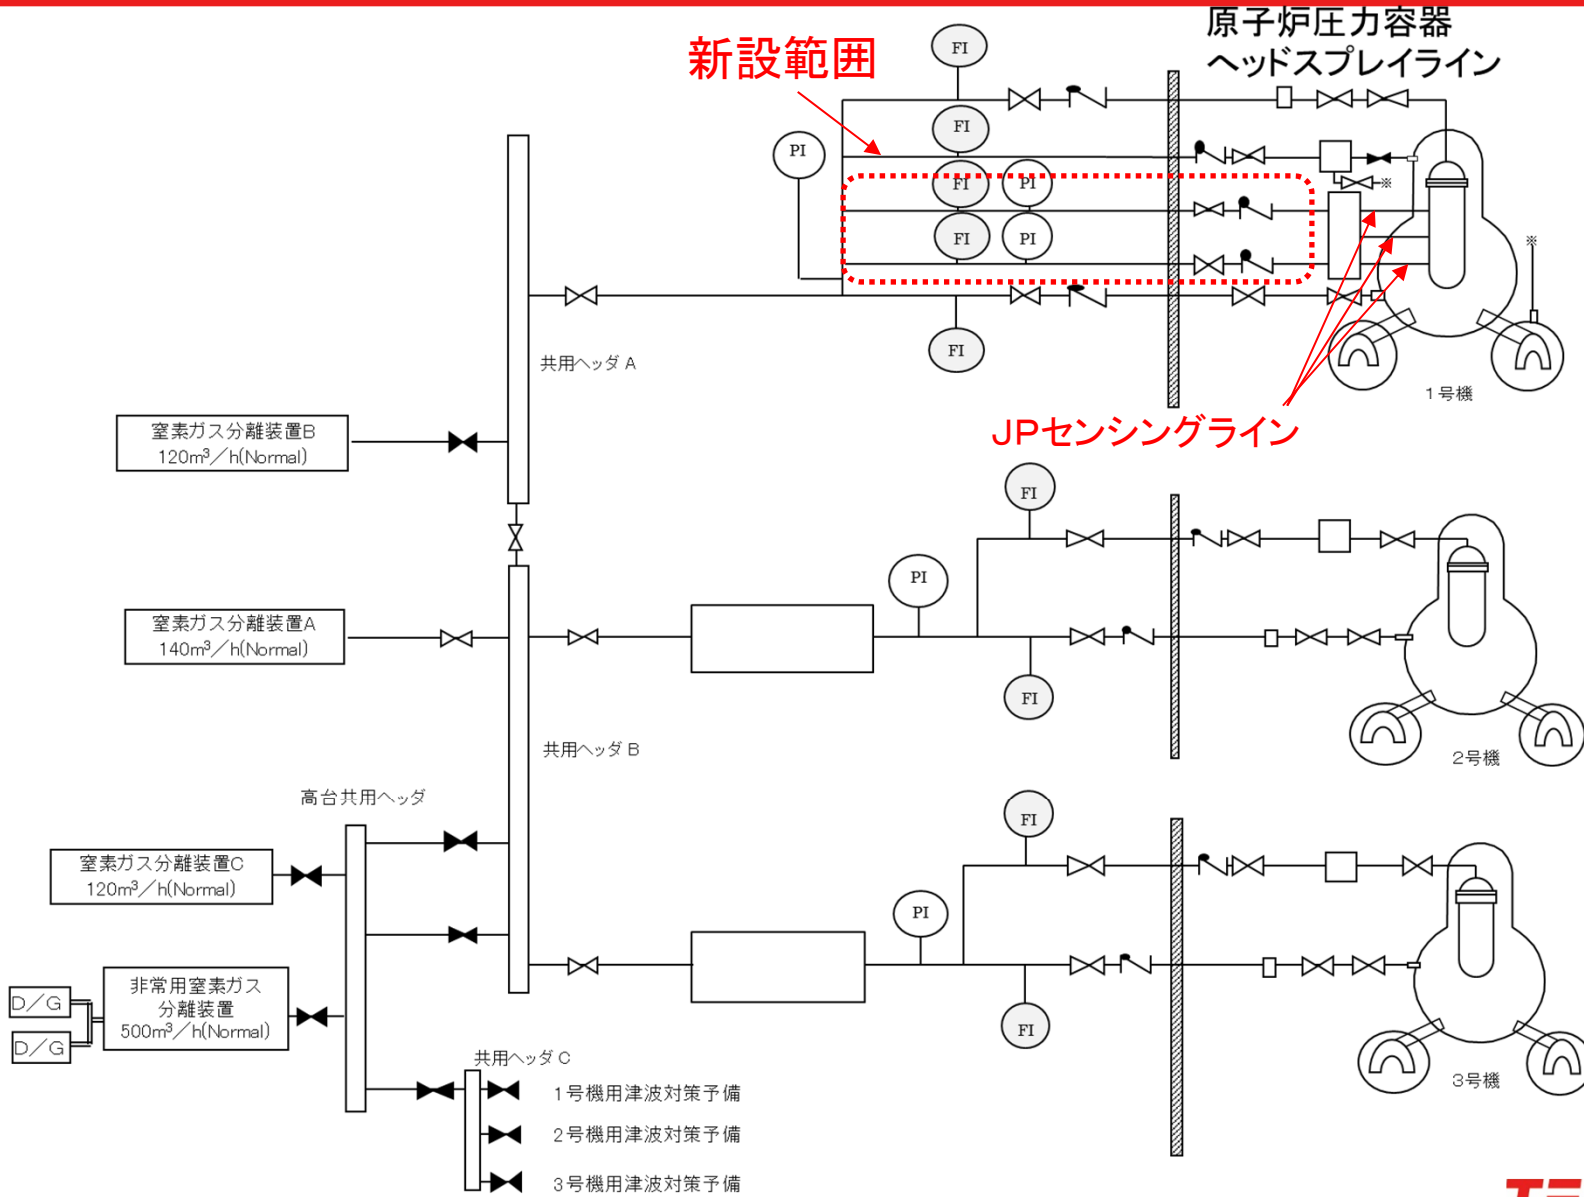 原子炉圧力容器
ヘッドスプレイライン
新設範囲
FI
FI
PI
FI
PI
FI
PI
FI
共用ヘッダ A
1号機
※
※
JPセンシングライン
窒素ガス分離装置B
120m³/h(Normal)
FI
PI
窒素ガス分離装置A
140m³/h(Normal)
FI
共用ヘッダ B
2号機
高台共用ヘッダ
FI
窒素ガス分離装置C
120m³/h(Normal)
PI
D/G
D/G
非常用窒素ガス
分離装置
500m³/h(Normal)
FI
共用ヘッダ C
3号機
1号機用津波対策予備
2号機用津波対策予備
3号機用津波対策予備